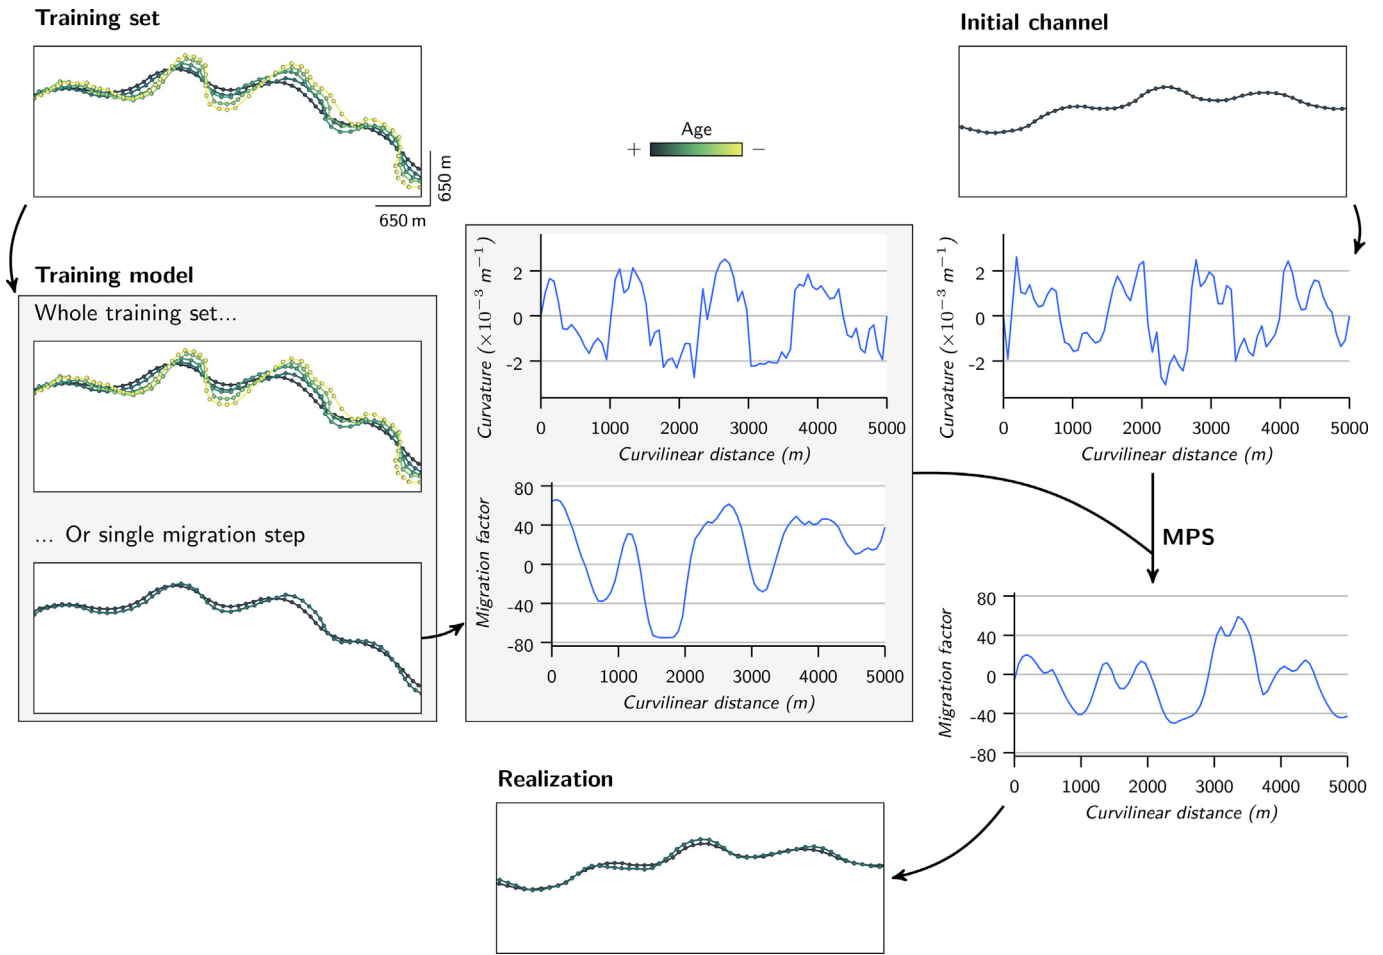 Training set
Initial channel
Age
+
−
650 m
650 m
Training model
Whole training set...
... Or single migration step
Curvature (×10⁻³ m⁻¹)
2
0
-2
0 1000 2000 3000 4000 5000
Curvilinear distance (m)
Migration factor
80
40
0
-40
-80
0 1000 2000 3000 4000 5000
Curvilinear distance (m)
Curvature (×10⁻³ m⁻¹)
2
0
-2
0 1000 2000 3000 4000 5000
Curvilinear distance (m)
MPS
Migration factor
80
40
0
-40
-80
0 1000 2000 3000 4000 5000
Curvilinear distance (m)
Realization